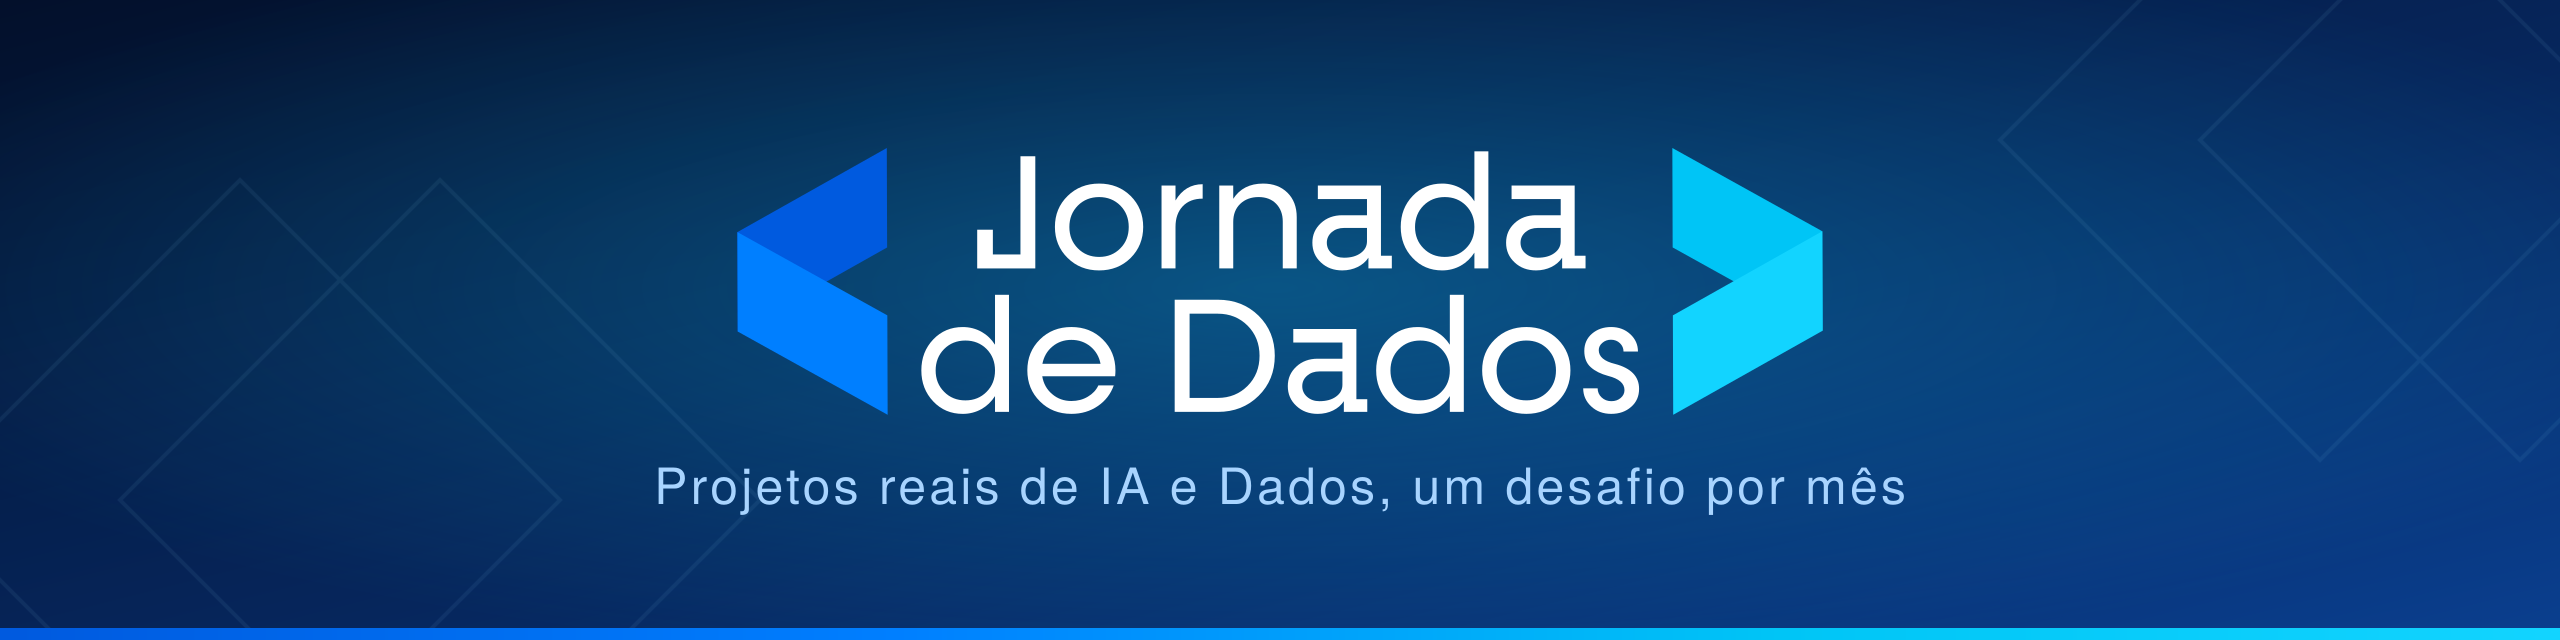 Jornada
de Dados
Projetos reais de IA e Dados, um desafio por mês